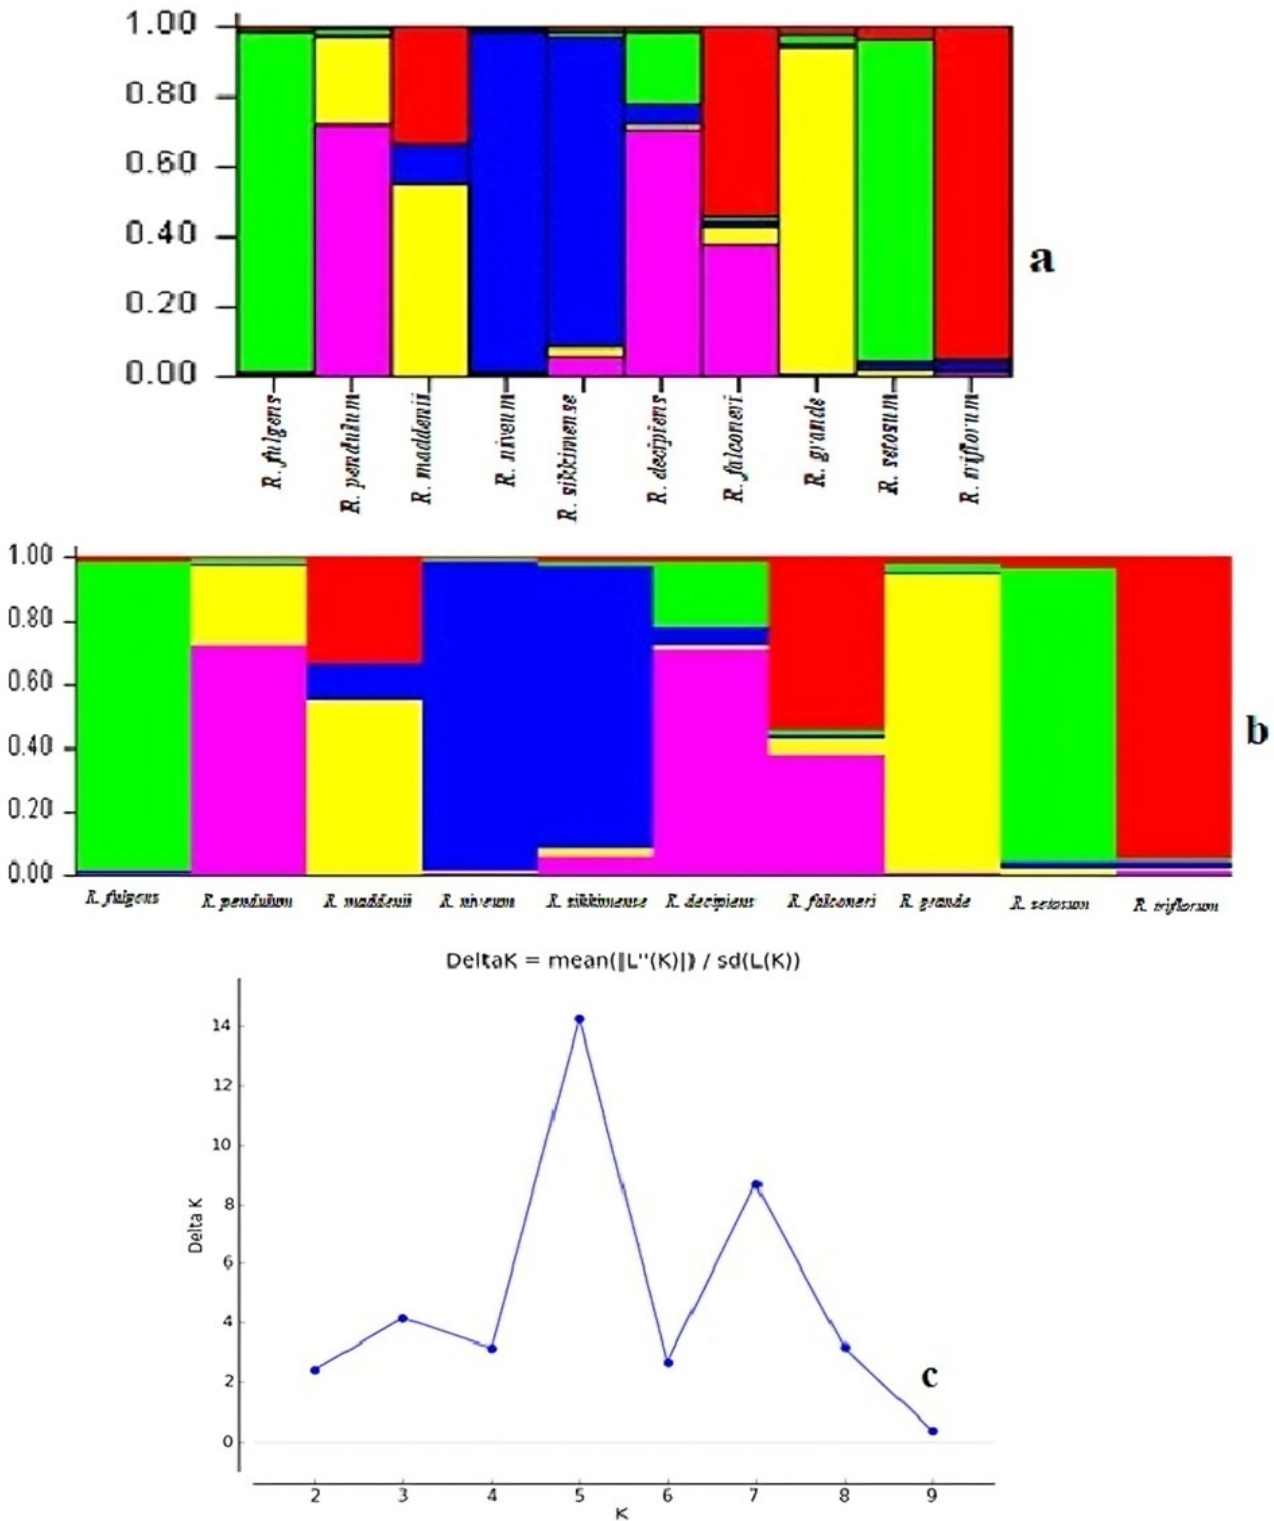 1.00
0.80
0.60
0.40
0.20
0.00
a
R. fulgens
R. pendulum
R. maddenii
R. niveum
R. sikkimense
R. decipiens
R. falconeri
R. grande
R. setosum
R. triflorum
1.00
0.80
0.60
0.40
0.20
0.00
b
R. fulgens R. pendulum R. maddenii R. niveum R. sikkimense R. decipiens R. falconeri R. grande R. setosum R. triflorum
DeltaK = mean(|L''(K)|) / sd(L(K))
14
12
10
8
6
4
2
0
Delta K
c
2 3 4 5 6 7 8 9
K